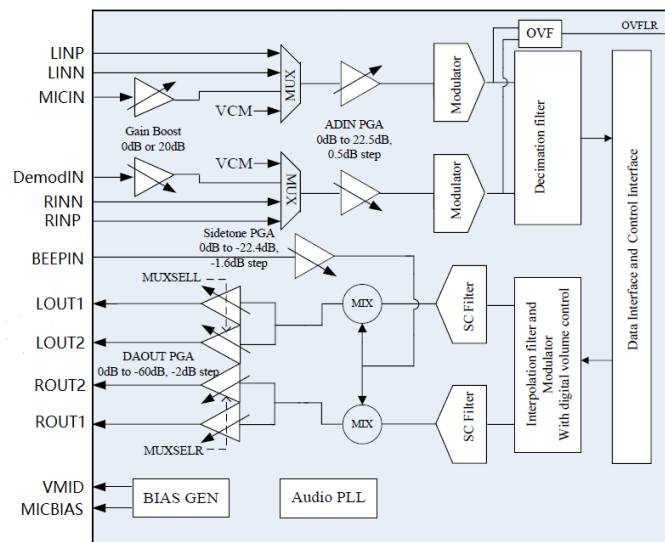 OVFLR
OVF
LINP
LINN
MICIN
VCM
MUX
Gain Boost
0dB or 20dB
ADIN PGA
0dB to 22.5dB,
0.5dB step
Modulator
Decimation filter
Data Interface and Control Interface
VCM
DemodIN
RINN
RINP
MUX
Modulator
Sidetone PGA
0dB to -22.4dB,
-1.6dB step
BEEPIN
MUXSELL
LOUT1
LOUT2
DAOUT PGA
0dB to -60dB, -2dB step
ROUT2
ROUT1
MUXSELR
MIX
MIX
SC Filter
SC Filter
Interpolation filter and
Modulator
With digital volume control
VMID
MICBIAS
BIAS GEN
Audio PLL